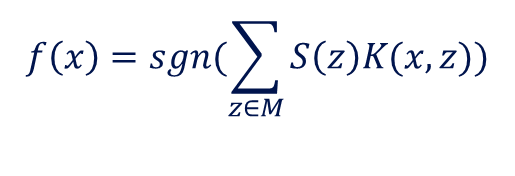 f(x) = sgn(∑_{z∈M} S(z)K(x, z))